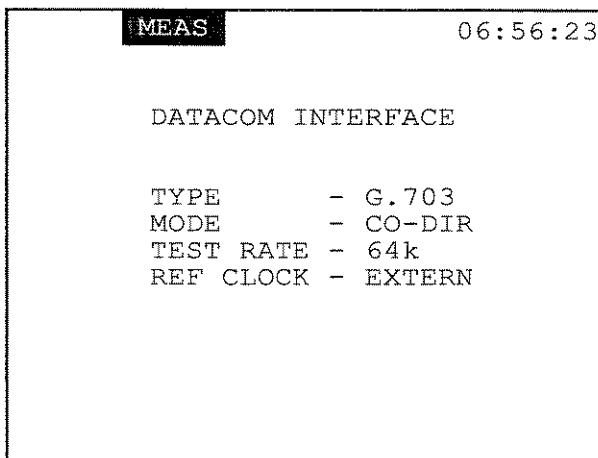 MEAS 06:56:23
DATACOM INTERFACE
TYPE - G.703
MODE - CO-DIR
TEST RATE - 64k
REF CLOCK - EXTERN